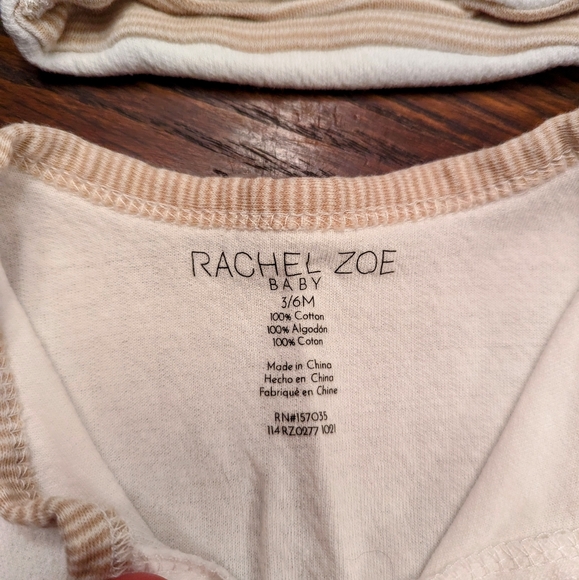 RACHEL ZOE
BABY
3/6M
100% Cotton
100% Algodón
100% Coton
Made in China
Hecho en China
Fabriqué en Chine
RN#157035
114RZ0277 1021